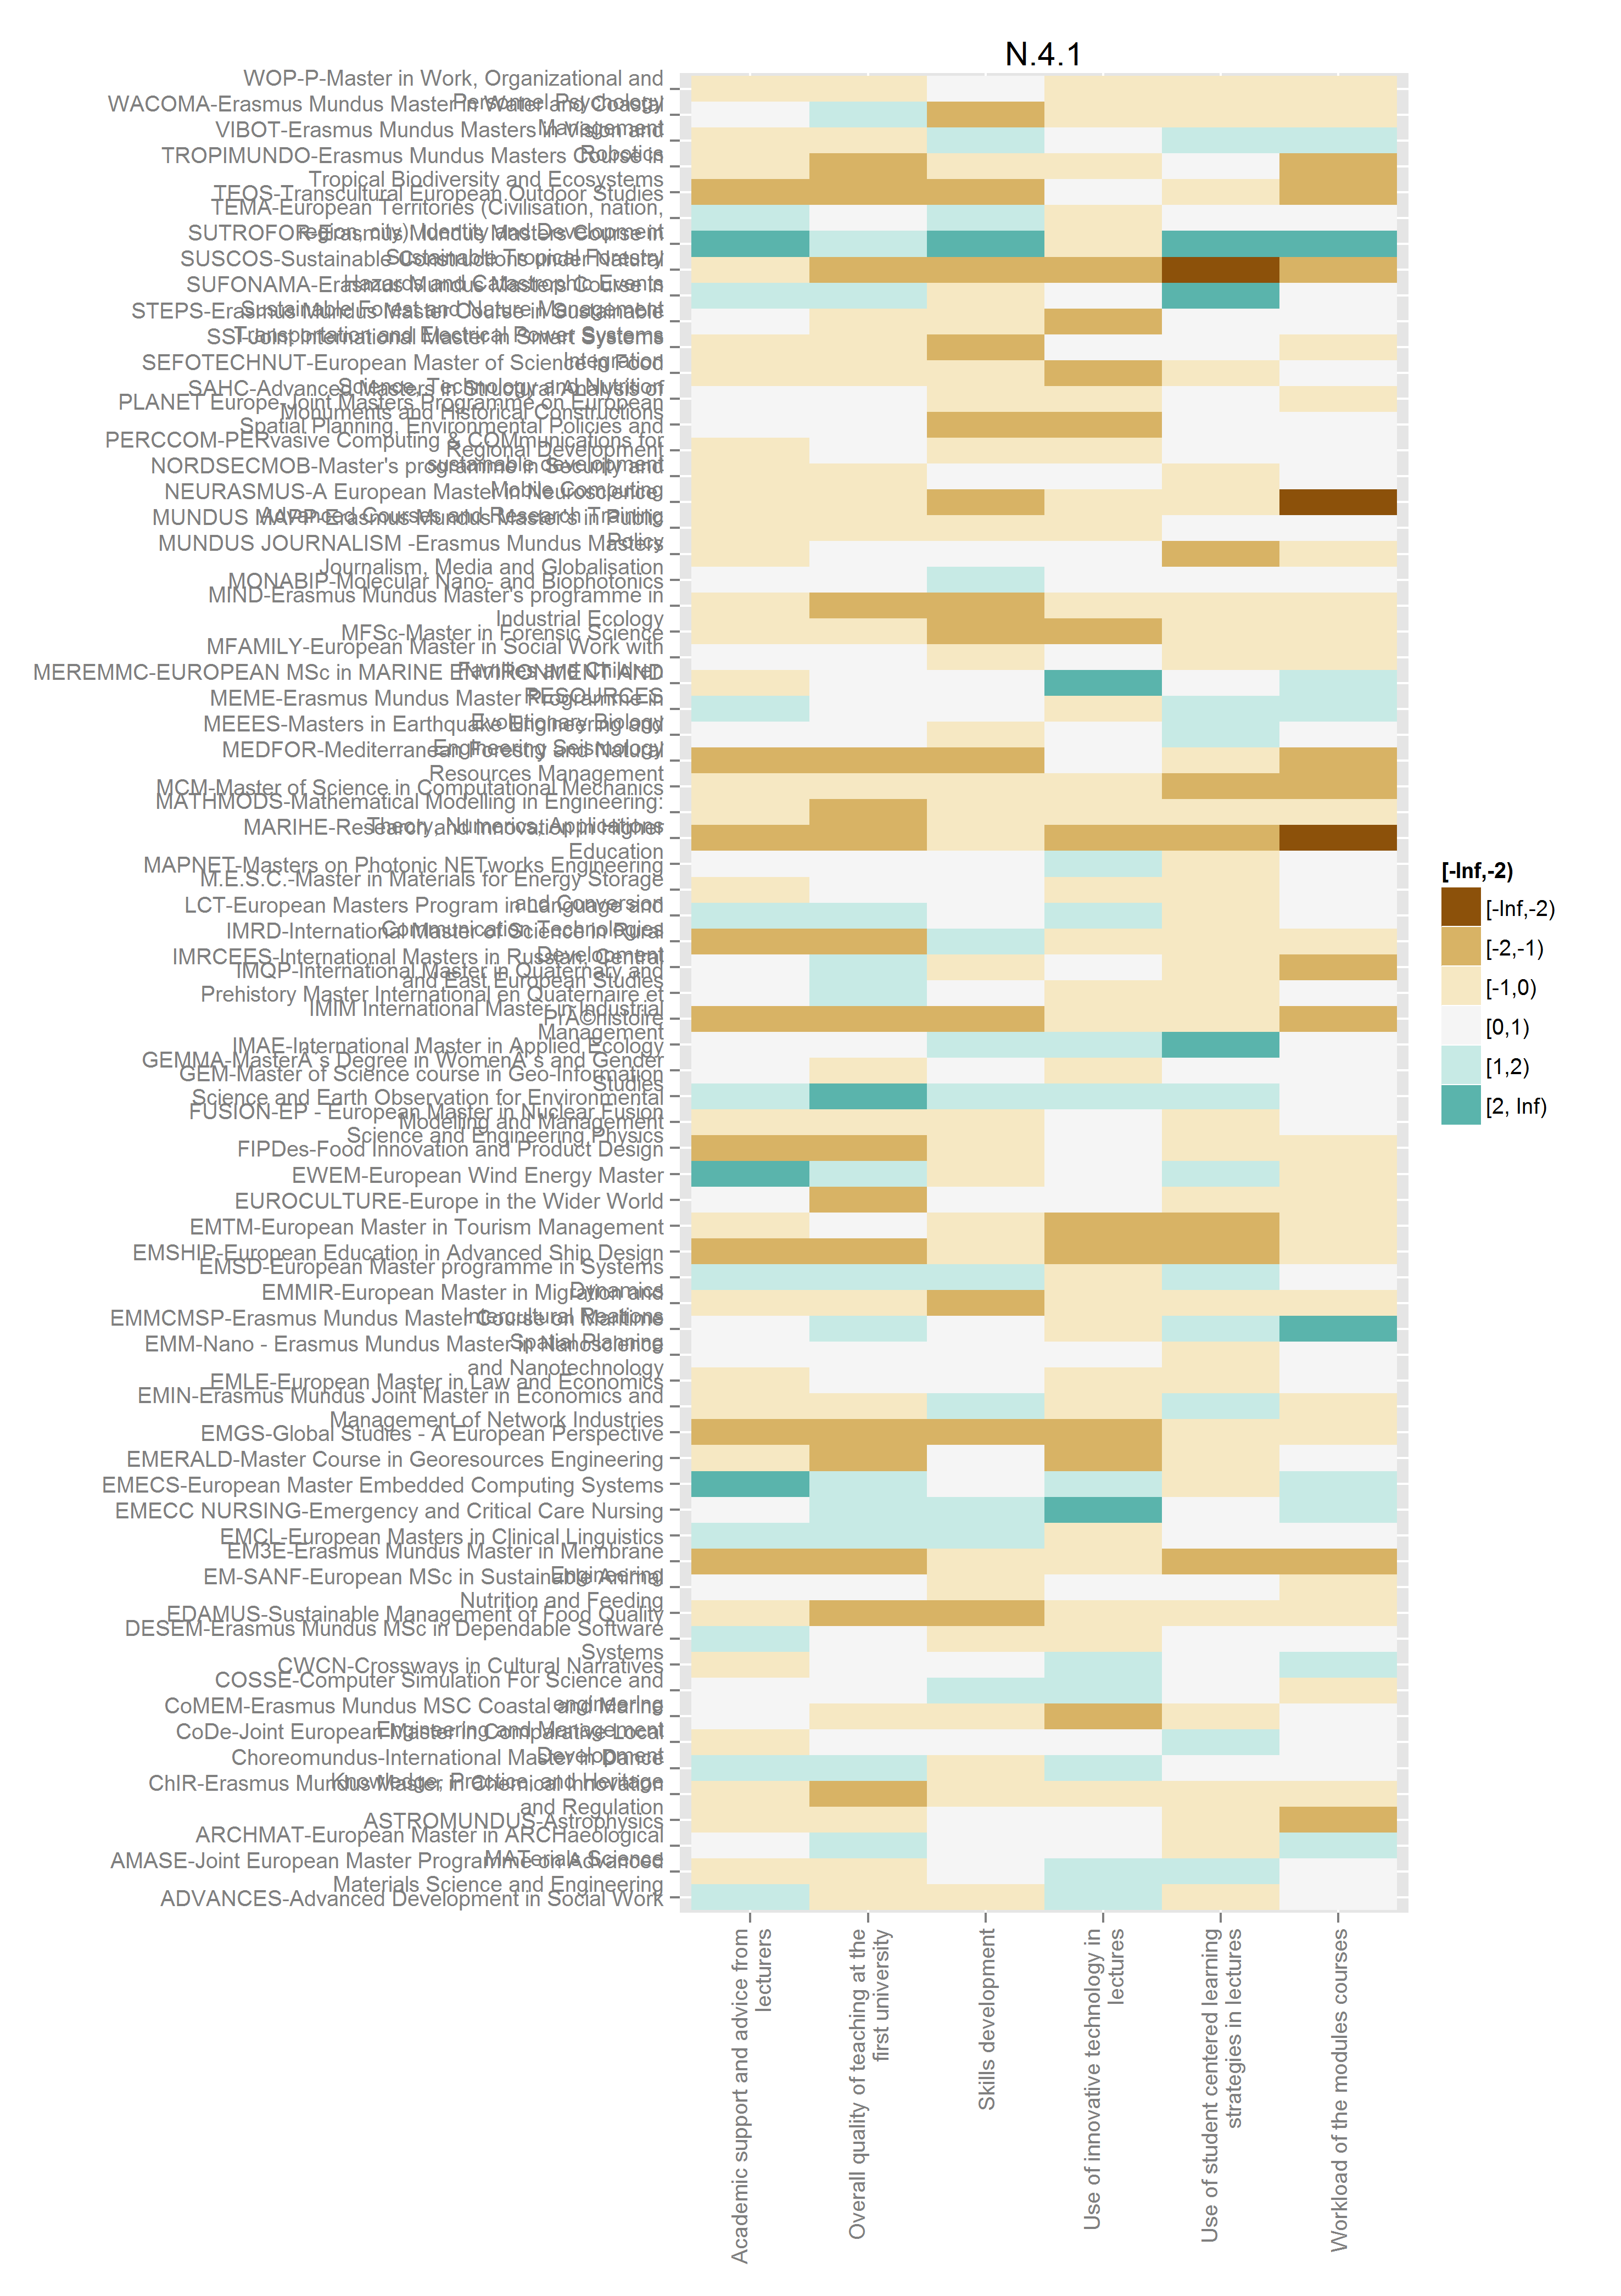 N.4.1
WOP-P-Master in Work, Organizational and
Personnel Psychology
WACOMA-Erasmus Mundus Master in Water and Coastal
Management
VIBOT-Erasmus Mundus Masters in Vision and
Robotics
TROPIMUNDO-Erasmus Mundus Masters Course in
Tropical Biodiversity and Ecosystems
TEOS-Transcultural European Outdoor Studies
TEMA-European Territories (Civilisation, nation,
region, city) Identity and Development
SUTROFOR-Erasmus Mundus Masters Course in
Sustainable Tropical Forestry
SUSCOS-Sustainable Constructions under Natural
Hazards and Catastrophic Events
SUFONAMA-Erasmus Mundus Masters Course in
Sustainable Forest and Nature Management
STEPS-Erasmus Mundus Master Course in Sustainable
Transportation and Electrical Power Systems
SSI-Joint International Master in Smart Systems
Integration
SEFOTECHNUT-European Master of Science in Food
Science, Technology and Nutrition
SAHC-Advanced Masters in Structural Analysis of
Monuments and Historical Constructions
PLANET Europe-Joint Masters Programme on European
Spatial Planning, Environmental Policies and
Regional Development
PERCCOM-PERvasive Computing & COMmunications for
sustainable development
NORDSECMOB-Master's programme in Security and
Mobile Computing
NEURASMUS-A European Master in Neuroscience:
Advanced Courses and Research Training
MUNDUS MAPP-Erasmus Mundus Master's in Public
Policy
MUNDUS JOURNALISM -Erasmus Mundus Masters
Journalism, Media and Globalisation
MONABIP-Molecular Nano- and Biophotonics
MIND-Erasmus Mundus Master's programme in
Industrial Ecology
MFSc-Master in Forensic Science
MFAMILY-European Master in Social Work with
Families and Children
MEREMMC-EUROPEAN MSc in MARINE ENVIRONMENT AND
RESOURCES
MEME-Erasmus Mundus Master Programme in
Evolutionary Biology
MEEES-Masters in Earthquake Engineering and
Engineering Seismology
MEDFOR-Mediterranean Forestry and Natural
Resources Management
MCM-Master of Science in Computational Mechanics
MATHMODS-Mathematical Modelling in Engineering:
Theory, Numerics, Applications
MARIHE-Research and Innovation in Higher
Education
MAPNET-Masters on Photonic NETworks Engineering
M.E.S.C.-Master in Materials for Energy Storage
and Conversion
LCT-European Masters Program in Language and
Communication Technologies
IMRD-International Master of Science in Rural
Development
IMRCEES-International Masters in Russian, Central
and East European Studies
IMQP-International Master in Quaternary and
Prehistory Master International en Quaternaire et
PrÃ©histoire
IMIM International Master in Industrial
Management
IMAE-International Master in Applied Ecology
GEMMA-MasterÂ´s Degree in WomenÂ´s and Gender
Studies
GEM-Master of Science course in Geo-Information
Science and Earth Observation for Environmental
Modelling and Management
FUSION-EP - European Master in Nuclear Fusion
Science and Engineering Physics
FIPDes-Food Innovation and Product Design
EWEM-European Wind Energy Master
EUROCULTURE-Europe in the Wider World
EMTM-European Master in Tourism Management
EMSHIP-European Education in Advanced Ship Design
EMSD-European Master programme in Systems
Dynamics
EMMIR-European Master in Migration and
Intercultural Reations
EMMCMSP-Erasmus Mundus Master Course on Maritime
Spatial Planning
EMM-Nano - Erasmus Mundus Master in Nanoscience
and Nanotechnology
EMLE-European Master in Law and Economics
EMIN-Erasmus Mundus Joint Master in Economics and
Management of Network Industries
EMGS-Global Studies - A European Perspective
EMERALD-Master Course in Georesources Engineering
EMECS-European Master Embedded Computing Systems
EMECC NURSING-Emergency and Critical Care Nursing
EMCL-European Masters in Clinical Linguistics
EM3E-Erasmus Mundus Master in Membrane
Engineering
EM-SANF-European MSc in Sustainable Animal
Nutrition and Feeding
EDAMUS-Sustainable Management of Food Quality
DESEM-Erasmus Mundus MSc in Dependable Software
Systems
CWCN-Crossways in Cultural Narratives
COSSE-Computer Simulation For Science and
engineering
CoMEM-Erasmus Mundus MSC Coastal and Marine
Engineering and Management
CoDe-Joint European Master in Comparative Local
Development
Choreomundus-International Master in Dance
Knowledge, Practice, and Heritage
ChIR-Erasmus Mundus Master in Chemical Innovation
and Regulation
ASTROMUNDUS-Astrophysics
ARCHMAT-European Master in ARCHaeological
MATerials Science
AMASE-Joint European Master Programme on Advanced
Materials Science and Engineering
ADVANCES-Advanced Development in Social Work
Academic support and advice from
lecturers
Overall quality of teaching at the
first university
Skills development
Use of innovative technology in
lectures
Use of student centered learning
strategies in lectures
Workload of the modules courses
[-Inf,-2)
[-Inf,-2)
[-2,-1)
[-1,0)
[0,1)
[1,2)
[2, Inf)